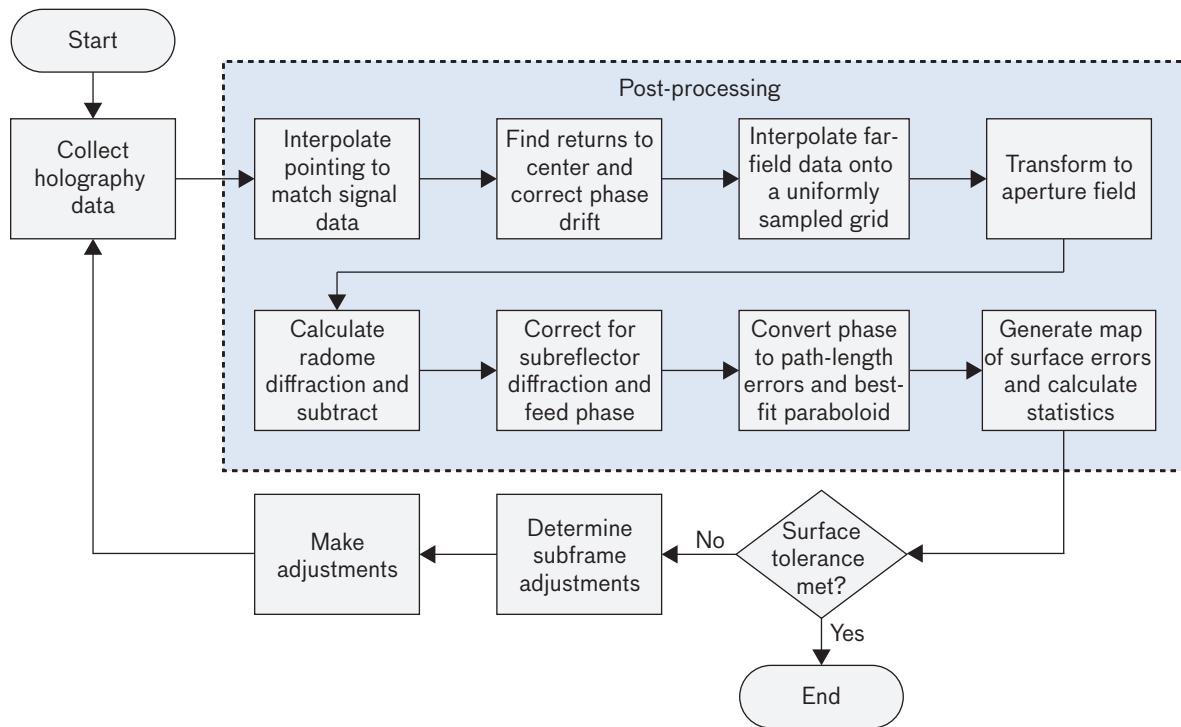 Start
Post-processing
Collect
holography
data
Interpolate
pointing to
match signal
data
Find returns to
center and
correct phase
drift
Interpolate far-
field data onto
a uniformly
sampled grid
Transform to
aperture field
Calculate
radome
diffraction and
subtract
Correct for
subreflector
diffraction and
feed phase
Convert phase
to path-length
errors and best-
fit paraboloid
Generate map
of surface errors
and calculate
statistics
Surface
tolerance
met?
No
Determine
subframe
adjustments
Make
adjustments
Yes
End